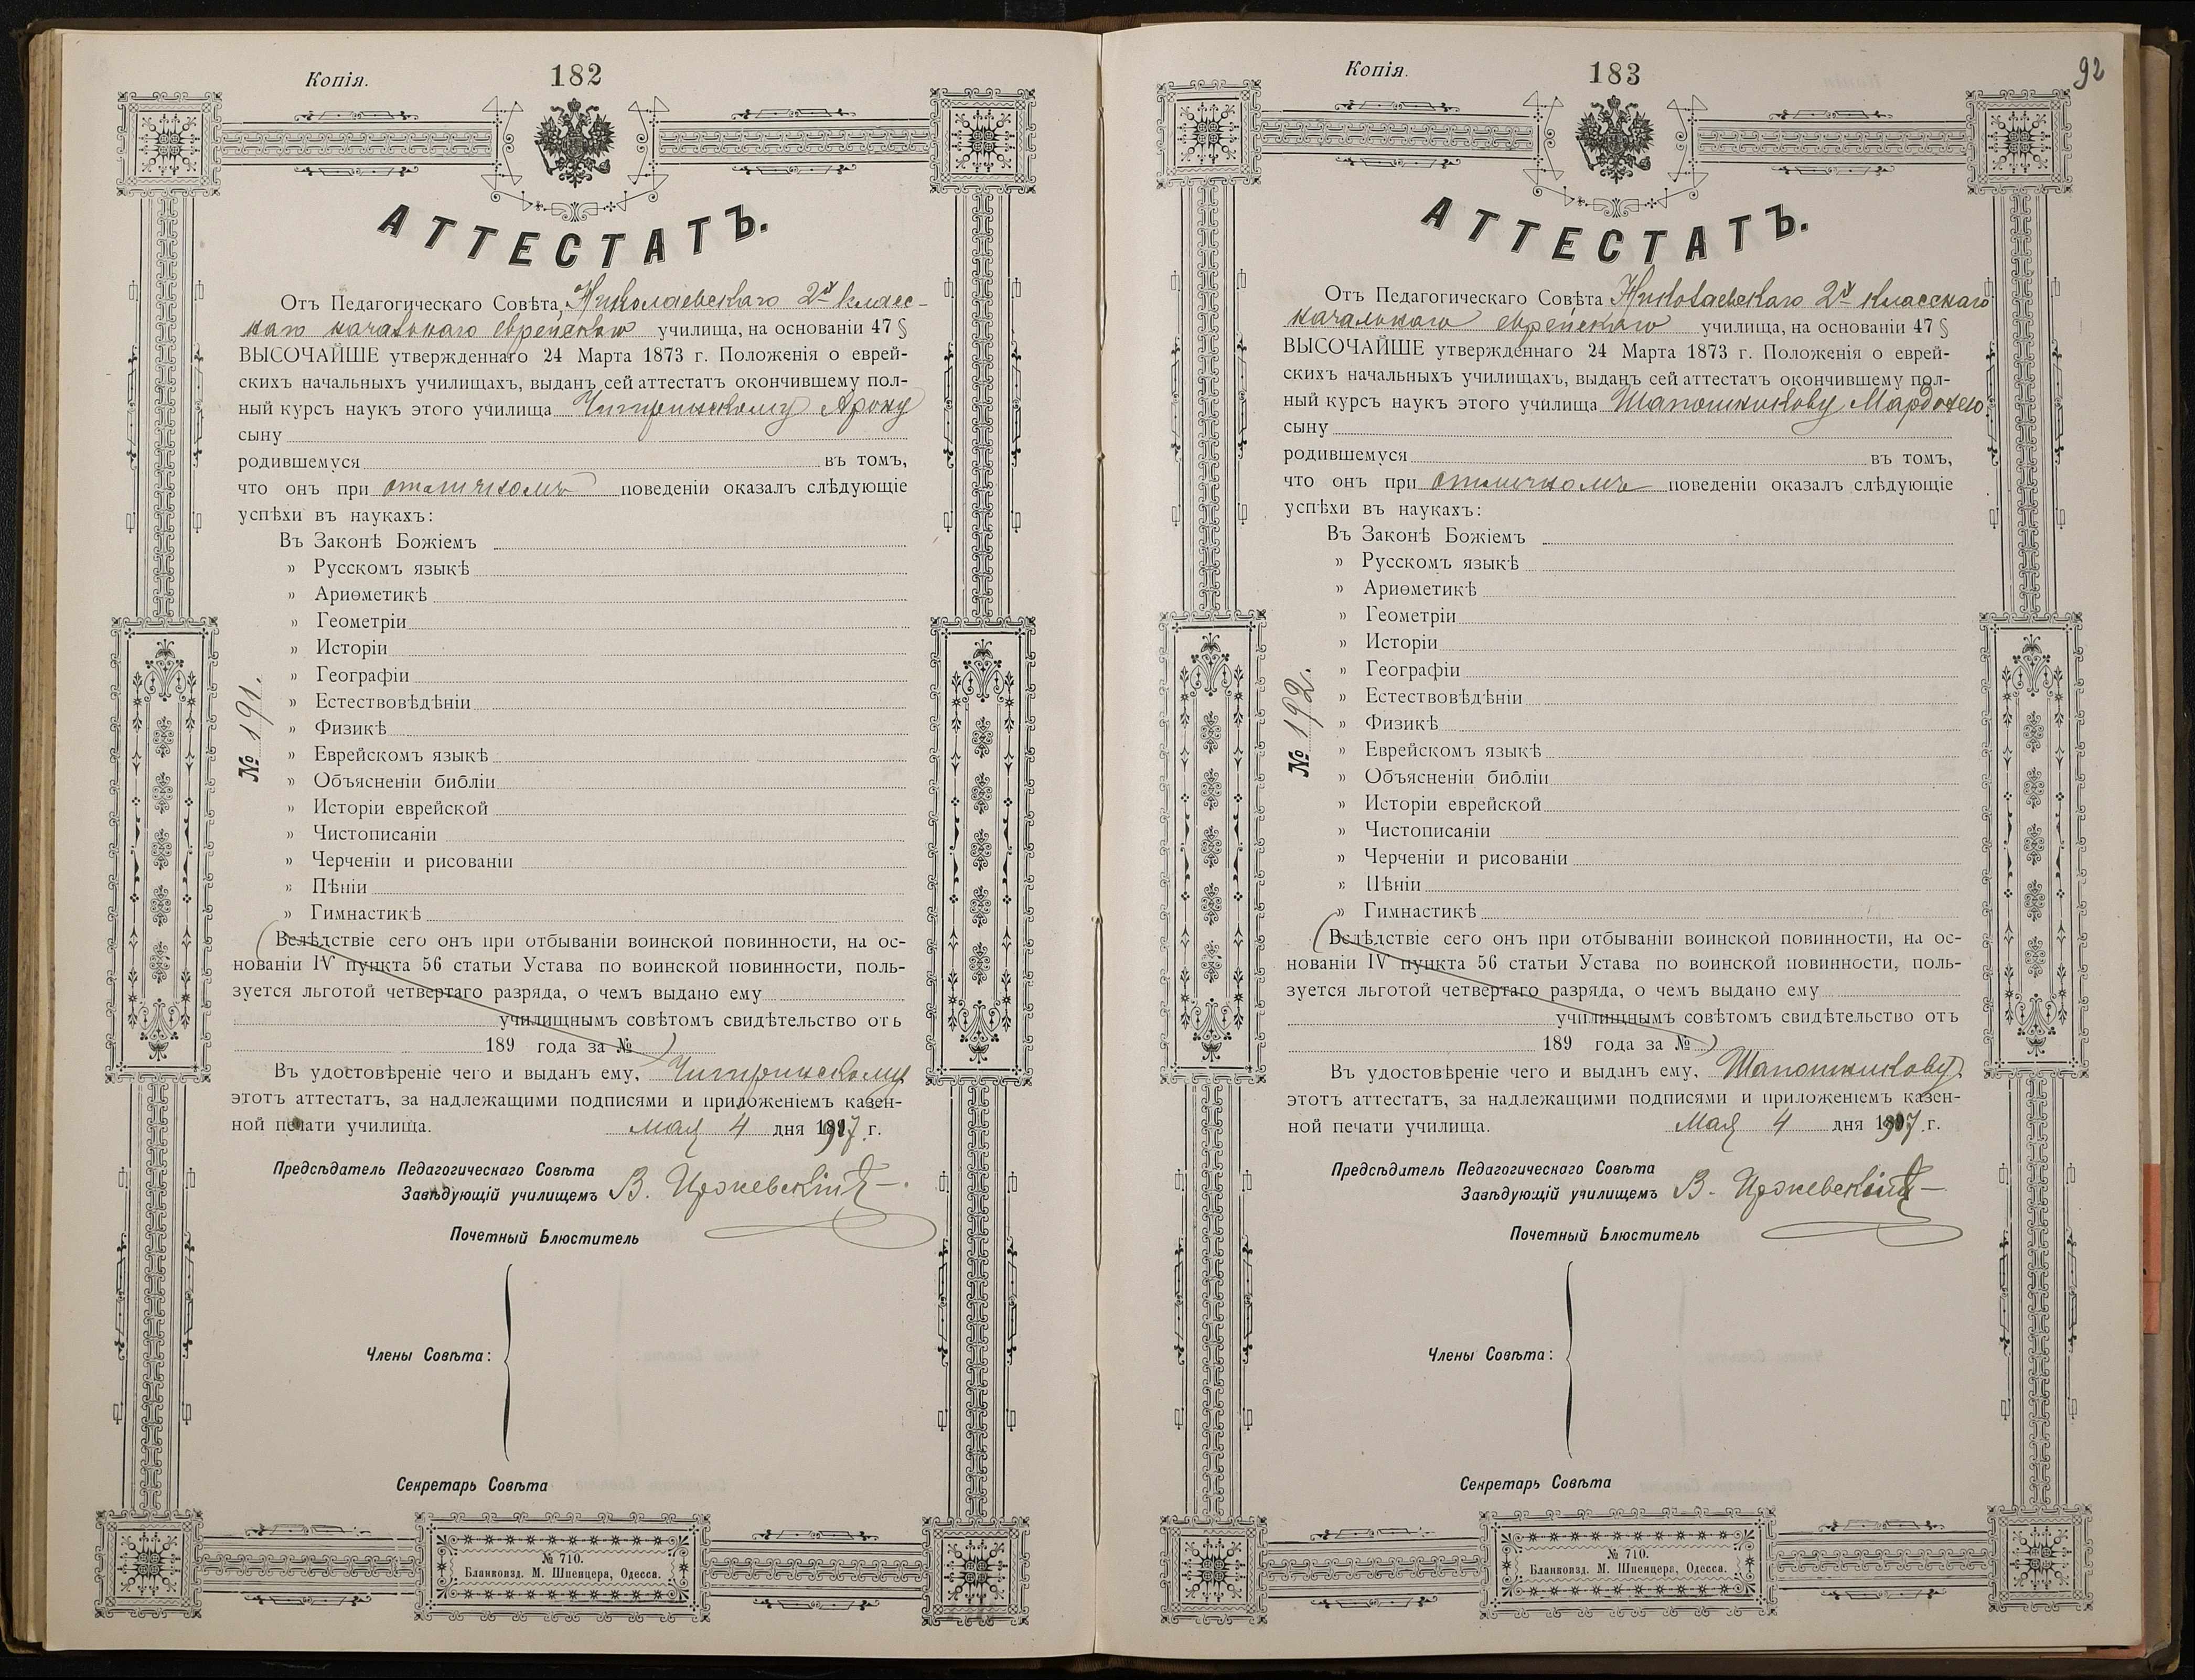 Копія.
182
АТТЕСТАТЪ.
Отъ Педагогическаго Совѣта, Николаевскаго 2х класс-
наго начальнаго еврейскаго училища, на основаніи 47 §
ВЫСОЧАЙШЕ утвержденнаго 24 Марта 1873 г. Положенія о еврей-
скихъ начальныхъ училищахъ, выданъ сей аттестатъ окончившему пол-
ный курсъ наукъ этого училища Читринскому Арону
сыну
родившемуся въ томъ,
что онъ при отличномъ поведеніи оказалъ слѣдующіе
успѣхи въ наукахъ:
Въ Законѣ Божіемъ
» Русскомъ языкѣ
» Ариѳметикѣ
» Геометріи
» Исторіи
» Географіи
» Естествовѣдѣніи
» Физикѣ
» Еврейскомъ языкѣ
» Объясненіи библіи
» Исторіи еврейской
» Чистописаніи
» Черченіи и рисованіи
» Пѣніи
» Гимнастикѣ
№ 191.
Вслѣдствіе сего онъ при отбываніи воинской повинности, на ос-
нованіи IV пункта 56 статьи Устава по воинской повинности, поль-
зуется льготой четвертаго разряда, о чемъ выдано ему
училищнымъ совѣтомъ свидѣтельство отъ
189 года за №
Въ удостовѣреніе чего и выданъ ему, Читринскому
этотъ аттестатъ, за надлежащими подписями и приложеніемъ казен-
ной печати училища. Мая 4 дня 1897 г.
Предсѣдатель Педагогическаго Совѣта
Завѣдующій училищемъ В.
Почетный Блюститель
Члены Совѣта:
Секретарь Совѣта
№ 710.
Бланкоизд. М. Шпенцера, Одесса.
Копія.
183
92
АТТЕСТАТЪ.
Отъ Педагогическаго Совѣта Николаевскаго 2х класснаго
начальнаго еврейскаго училища, на основаніи 47 §
ВЫСОЧАЙШЕ утвержденнаго 24 Марта 1873 г. Положенія о еврей-
скихъ начальныхъ училищахъ, выданъ сей аттестатъ окончившему пол-
ный курсъ наукъ этого училища Шапошникову Мардохею
сыну
родившемуся въ томъ,
что онъ при отличномъ поведеніи оказалъ слѣдующіе
успѣхи въ наукахъ:
Въ Законѣ Божіемъ
» Русскомъ языкѣ
» Ариѳметикѣ
» Геометріи
» Исторіи
» Географіи
» Естествовѣдѣніи
» Физикѣ
» Еврейскомъ языкѣ
» Объясненіи библіи
» Исторіи еврейской
» Чистописаніи
» Черченіи и рисованіи
» Пѣніи
» Гимнастикѣ
№ 192.
Вслѣдствіе сего онъ при отбываніи воинской повинности, на ос-
нованіи IV пункта 56 статьи Устава по воинской повинности, поль-
зуется льготой четвертаго разряда, о чемъ выдано ему
училищнымъ совѣтомъ свидѣтельство отъ
189 года за №
Въ удостовѣреніе чего и выданъ ему, Шапошникову
этотъ аттестатъ, за надлежащими подписями и приложеніемъ казен-
ной печати училища. Мая 4 дня 1897 г.
Предсѣдатель Педагогическаго Совѣта
Завѣдующій училищемъ В.
Почетный Блюститель
Члены Совѣта:
Секретарь Совѣта
№ 710.
Бланкоизд. М. Шпенцера, Одесса.